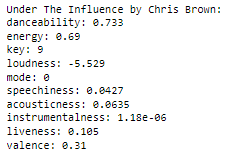 Under The Influence by Chris Brown:
danceability: 0.733
energy: 0.69
key: 9
loudness: -5.529
mode: 0
speechiness: 0.0427
acousticness: 0.0635
instrumentalness: 1.18e-06
liveness: 0.105
valence: 0.31